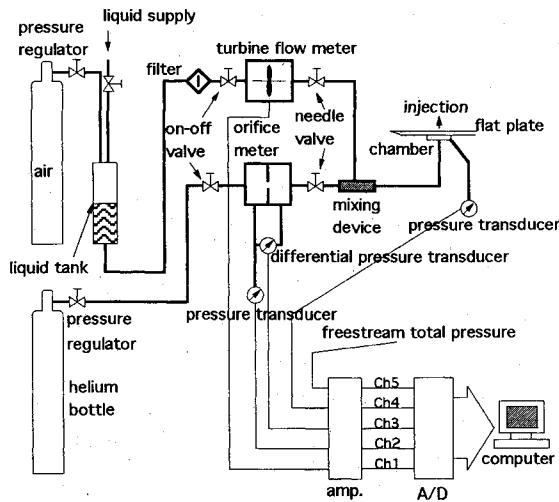 liquid supply
pressure
regulator
turbine flow meter
filter
injection
on-off
valve
orifice
meter
needle
valve
flat plate
chamber
air
mixing
device
pressure transducer
liquid tank
differential pressure transducer
pressure
regulator
pressure transducer
freestream total pressure
helium
bottle
Ch5
Ch4
Ch3
Ch2
Ch1
computer
amp.
A/D